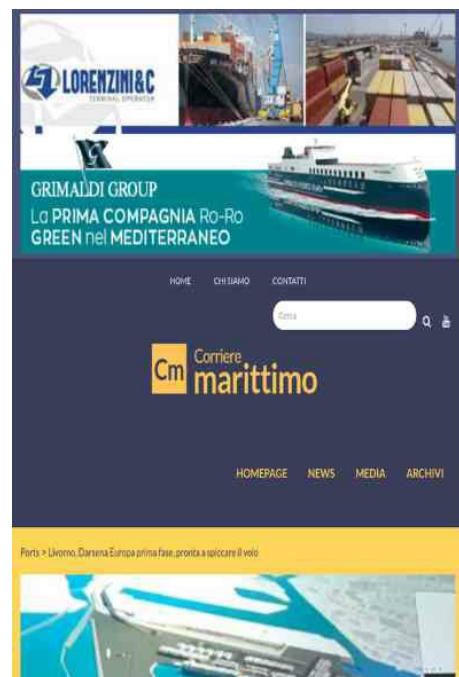 LORENZINI&C
TERMINAL OPERATOR
GRIMALDI GROUP
La PRIMA COMPAGNIA Ro-Ro
GREEN nel MEDITERRANEO
HOME CHI SIAMO CONTATTI
Cerca
Cm Corriere
marittimo
HOMEPAGE NEWS MEDIA ARCHIVI
Ports > Livorno, Darsena Europa prima fase, pronta a spiccare il volo